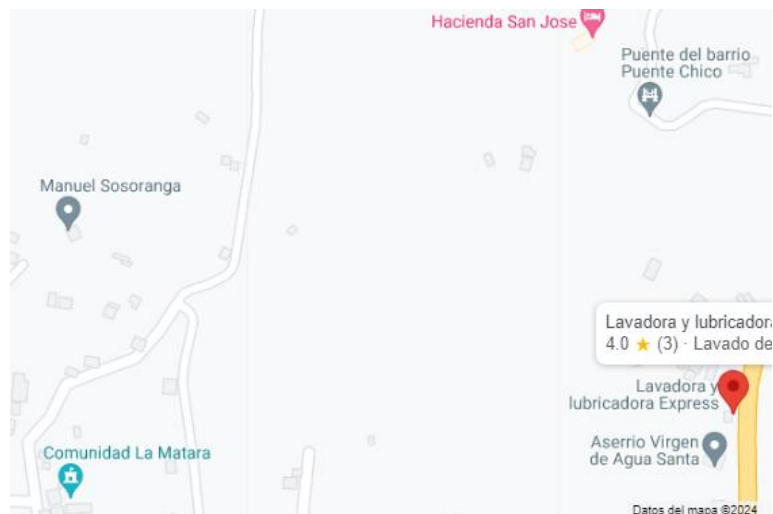 Hacienda San Jose
Puente del barrio
Puente Chico
Manuel Sosoranga
Lavadora y lubricadora
4.0 ★ (3) · Lavado de
Lavadora y
lubricadora Express
Aserrio Virgen
de Agua Santa
Comunidad La Matara
Datos del mapa ©2024